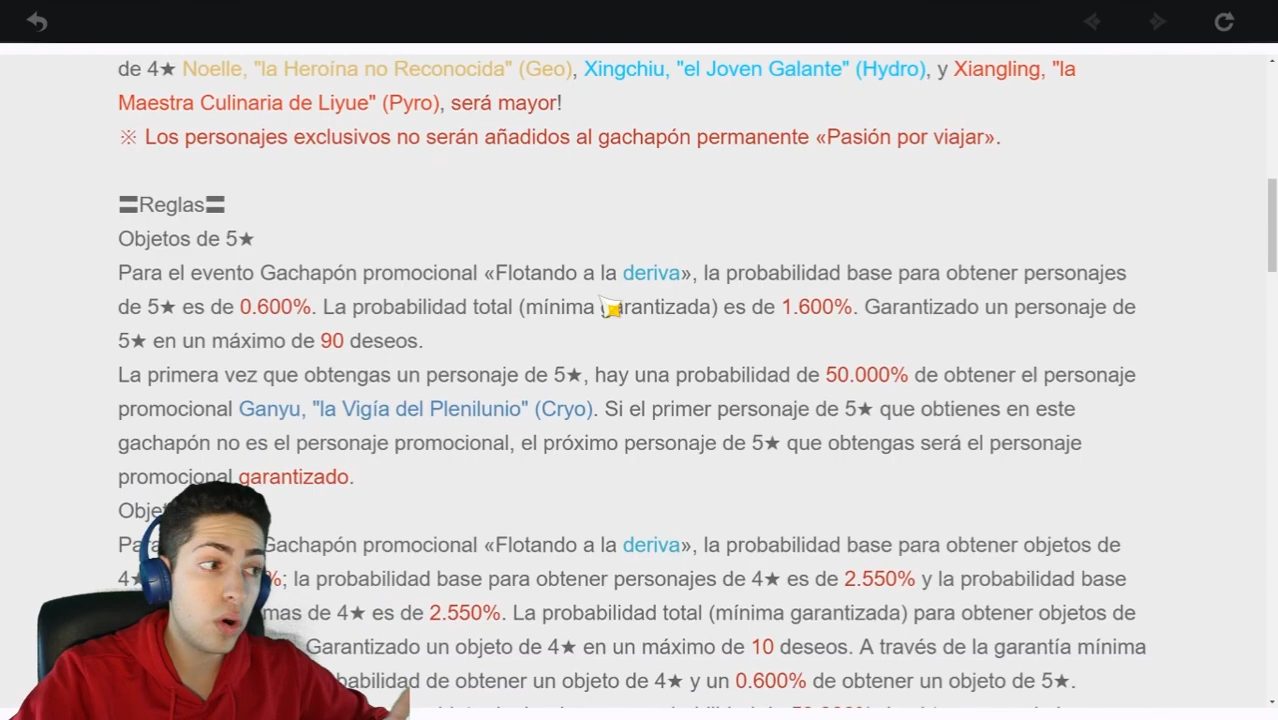 de 4★ Noelle, "la Heroína no Reconocida" (Geo), Xingchiu, "el Joven Galante" (Hydro), y Xiangling, "la
Maestra Culinaria de Liyue" (Pyro), será mayor!
※ Los personajes exclusivos no serán añadidos al gachapón permanente «Pasión por viajar».
〓Reglas〓
Objetos de 5★
Para el evento Gachapón promocional «Flotando a la deriva», la probabilidad base para obtener personajes
de 5★ es de 0.600%. La probabilidad total (mínima garantizada) es de 1.600%. Garantizado un personaje de
5★ en un máximo de 90 deseos.
La primera vez que obtengas un personaje de 5★, hay una probabilidad de 50.000% de obtener el personaje
promocional Ganyu, "la Vigía del Plenilunio" (Cryo). Si el primer personaje de 5★ que obtienes en este
gachapón no es el personaje promocional, el próximo personaje de 5★ que obtengas será el personaje
promocional garantizado.
Obje
Para Gachapón promocional «Flotando a la deriva», la probabilidad base para obtener objetos de
4★ %; la probabilidad base para obtener personajes de 4★ es de 2.550% y la probabilidad base
mas de 4★ es de 2.550%. La probabilidad total (mínima garantizada) para obtener objetos de
Garantizado un objeto de 4★ en un máximo de 10 deseos. A través de la garantía mínima
babilidad de obtener un objeto de 4★ y un 0.600% de obtener un objeto de 5★.